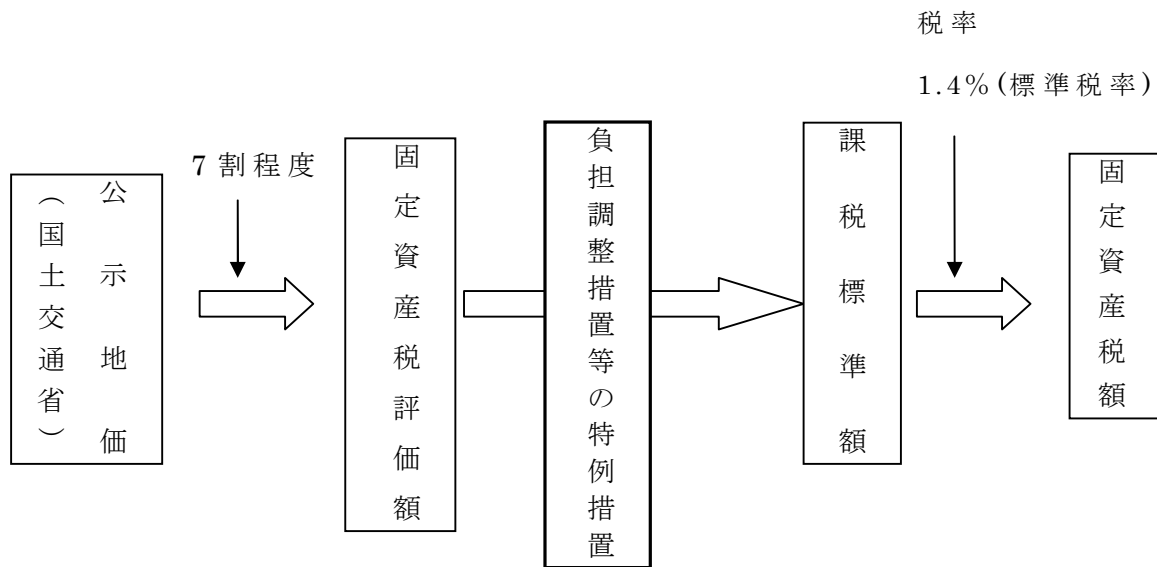 公示地価
（国土交通省）
7割程度
固定資産税評価額
負担調整措置等の特例措置
課税標準額
税率
1.4%(標準税率)
固定資産税額